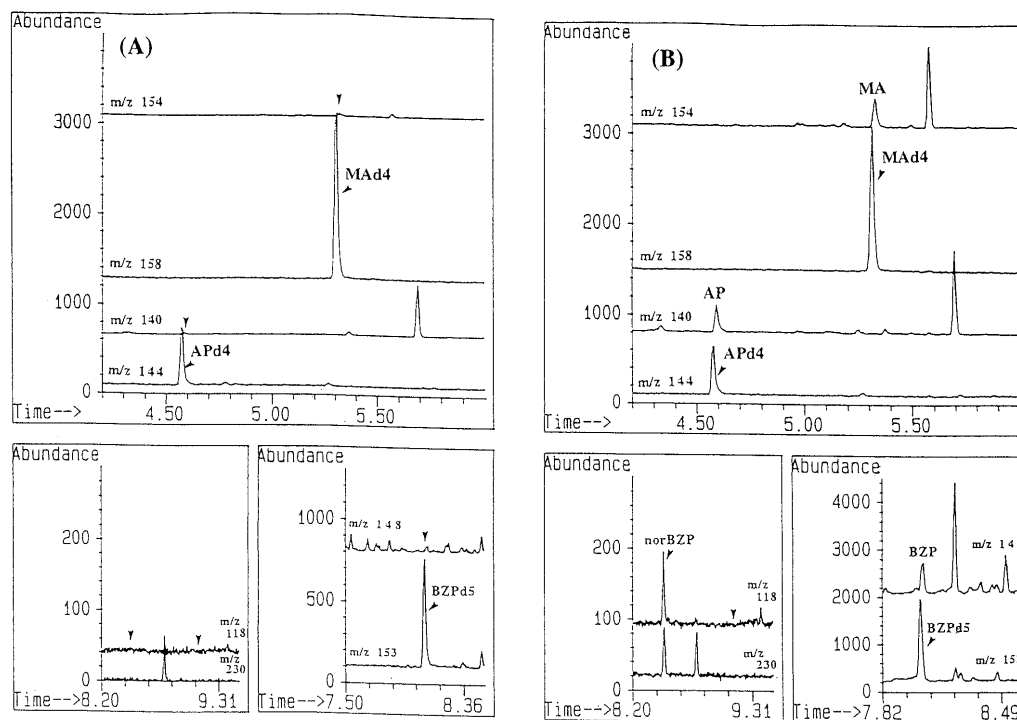 Abundance
(A)
m/z 154
3000
MAd4
2000
m/z 158
1000
m/z 140
APd4
m/z 144
0
Time--> 4.50 5.00 5.50
Abundance
(B)
MA
m/z 154
3000
MAd4
2000
m/z 158
1000
AP
m/z 140
APd4
m/z 144
0
Time--> 4.50 5.00 5.50
Abundance
200
100
m/z 118
m/z 230
0
Time-->8.20 9.31
Abundance
1000
m/z 148
500
BZPd5
m/z 153
0
Time-->7.50 8.36
Abundance
200
norBZP
m/z 118
100
m/z 230
0
Time-->8.20 9.31
Abundance
4000
3000
BZP
m/z 14
2000
BZPd5
1000
m/z 15
0
Time-->7.82 8.49